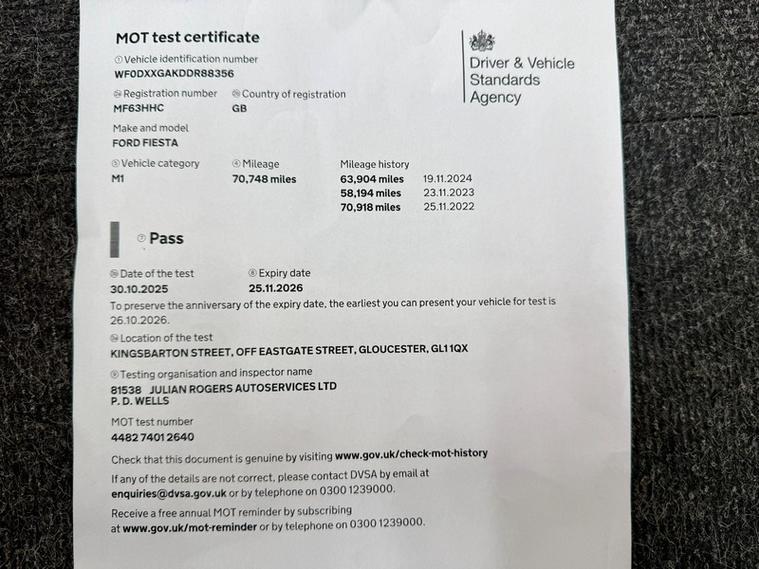 MOT test certificate
Driver & Vehicle
Standards
Agency
① Vehicle identification number
WF0DXXGAKDDR88356
Registration number
Country of registration
MF63HHC
GB
Make and model
FORD FIESTA
⑤ Vehicle category
④ Mileage
Mileage history
M1
70,748 miles
63,904 miles 19.11.2024
58,194 miles 23.11.2023
70,918 miles 25.11.2022
⑦ Pass
Date of the test
⑧ Expiry date
30.10.2025
25.11.2026
To preserve the anniversary of the expiry date, the earliest you can present your vehicle for test is
26.10.2026.
Location of the test
KINGSBARTON STREET, OFF EASTGATE STREET, GLOUCESTER, GL1 1QX
⑨ Testing organisation and inspector name
81538 JULIAN ROGERS AUTOSERVICES LTD
P. D. WELLS
MOT test number
4482 7401 2640
Check that this document is genuine by visiting www.gov.uk/check-mot-history
If any of the details are not correct, please contact DVSA by email at
enquiries@dvsa.gov.uk or by telephone on 0300 1239000.
Receive a free annual MOT reminder by subscribing
at www.gov.uk/mot-reminder or by telephone on 0300 1239000.